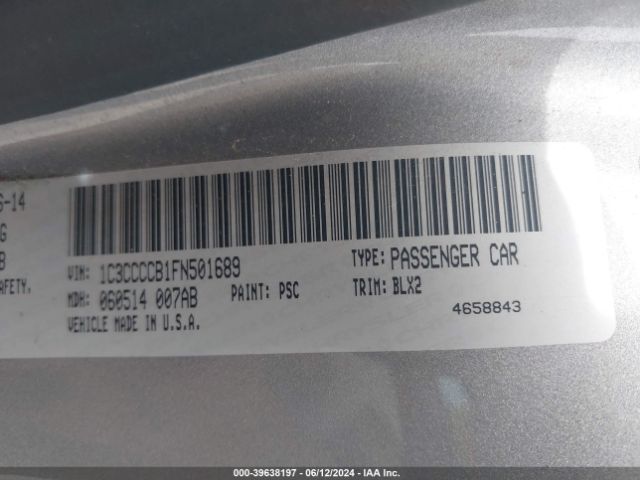 6-14
G
B
AFETY.
VIN: 1C3CCCCB1FN501689
TYPE: PASSENGER CAR
MDH: 060514 007AB
PAINT: PSC
TRIM: BLX2
VEHICLE MADE IN U.S.A.
4658843
000-39638197 - 06/12/2024 - IAA Inc.